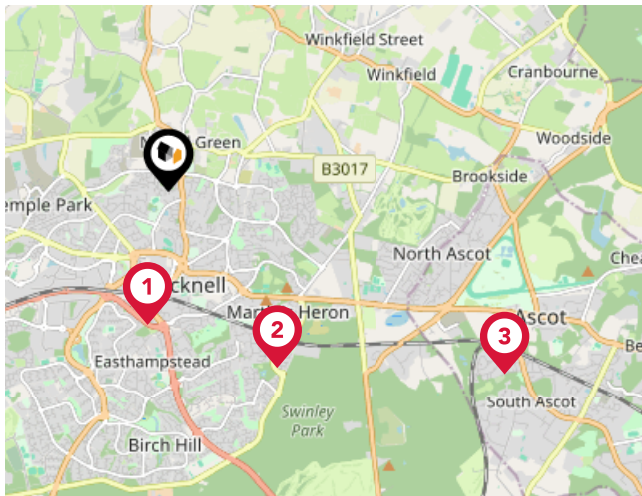 Winkfield Street
Winkfield
Cranbourne
Green
Woodside
B3017
Brookside
emple Park
North Ascot
Chea
cknell
1
Heron
2
Ascot
3
Be
Easthampstead
South Ascot
Swinley
Park
Birch Hill